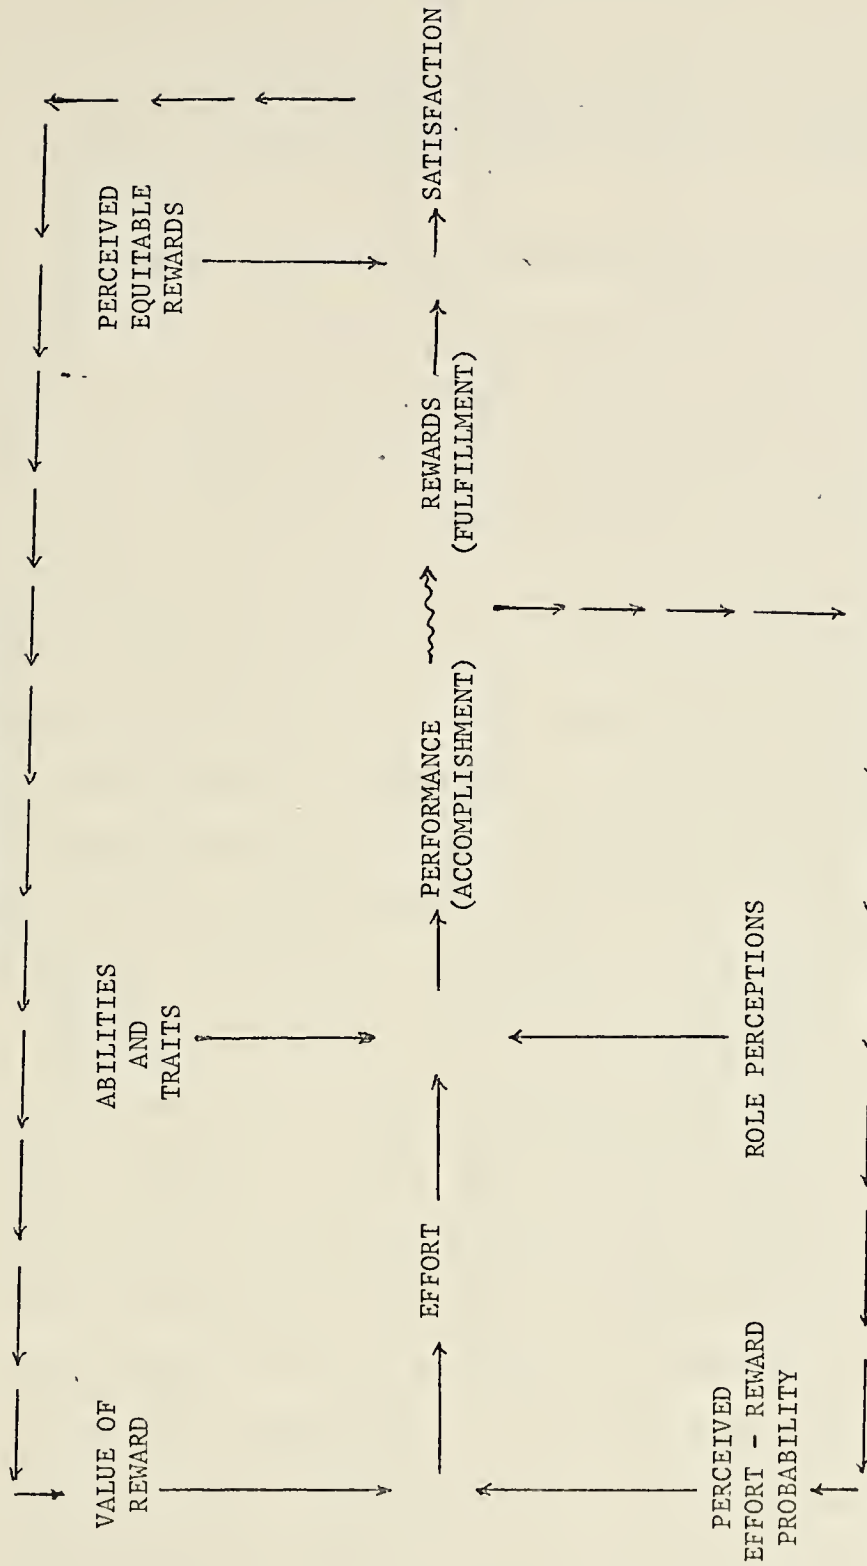 VALUE OF
REWARD
ABILITIES
AND
TRAITS
PERCEIVED
EQUITABLE
REWARDS
EFFORT
PERFORMANCE
(ACCOMPLISHMENT)
REWARDS
(FULFILLMENT)
SATISFACTION
PERCEIVED
EFFORT - REWARD
PROBABILITY
ROLE PERCEPTIONS